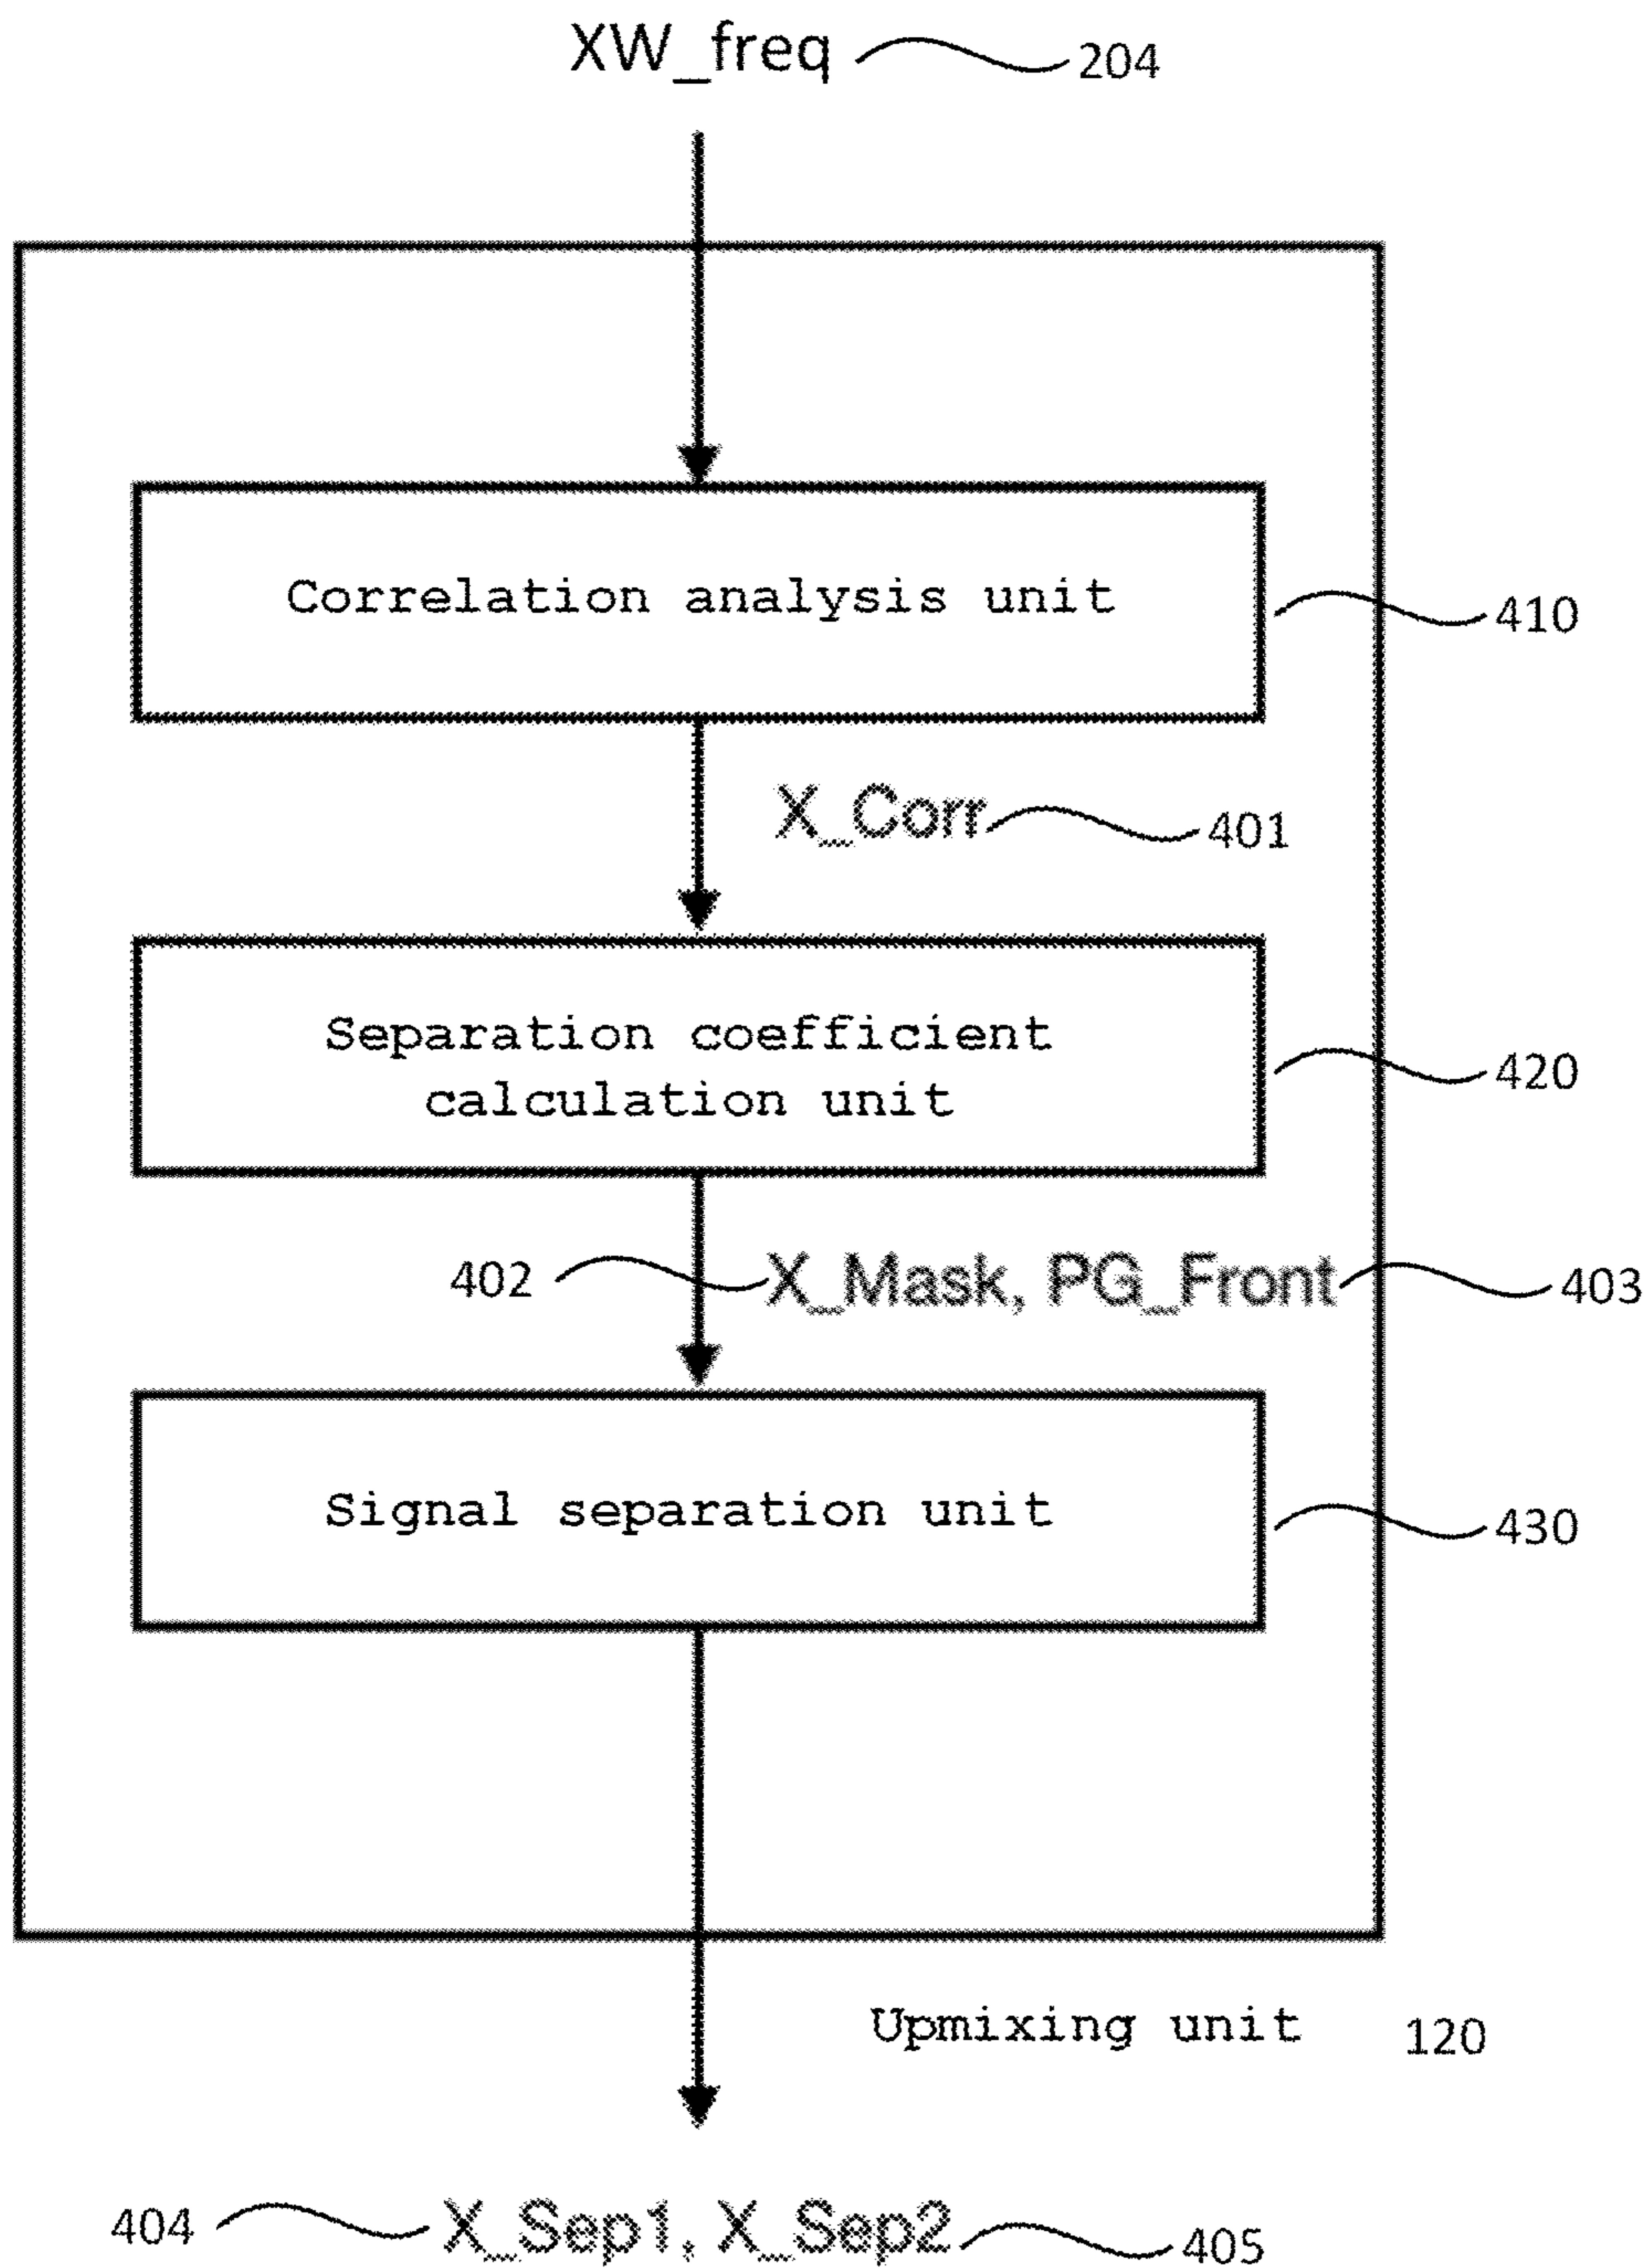 XW_freq 204
Correlation analysis unit 410
X_Corr 401
Separation coefficient
calculation unit 420
402 X_Mask, PG_Front 403
Signal separation unit 430
Upmixing unit 120
404 X_Sep1, X_Sep2 405